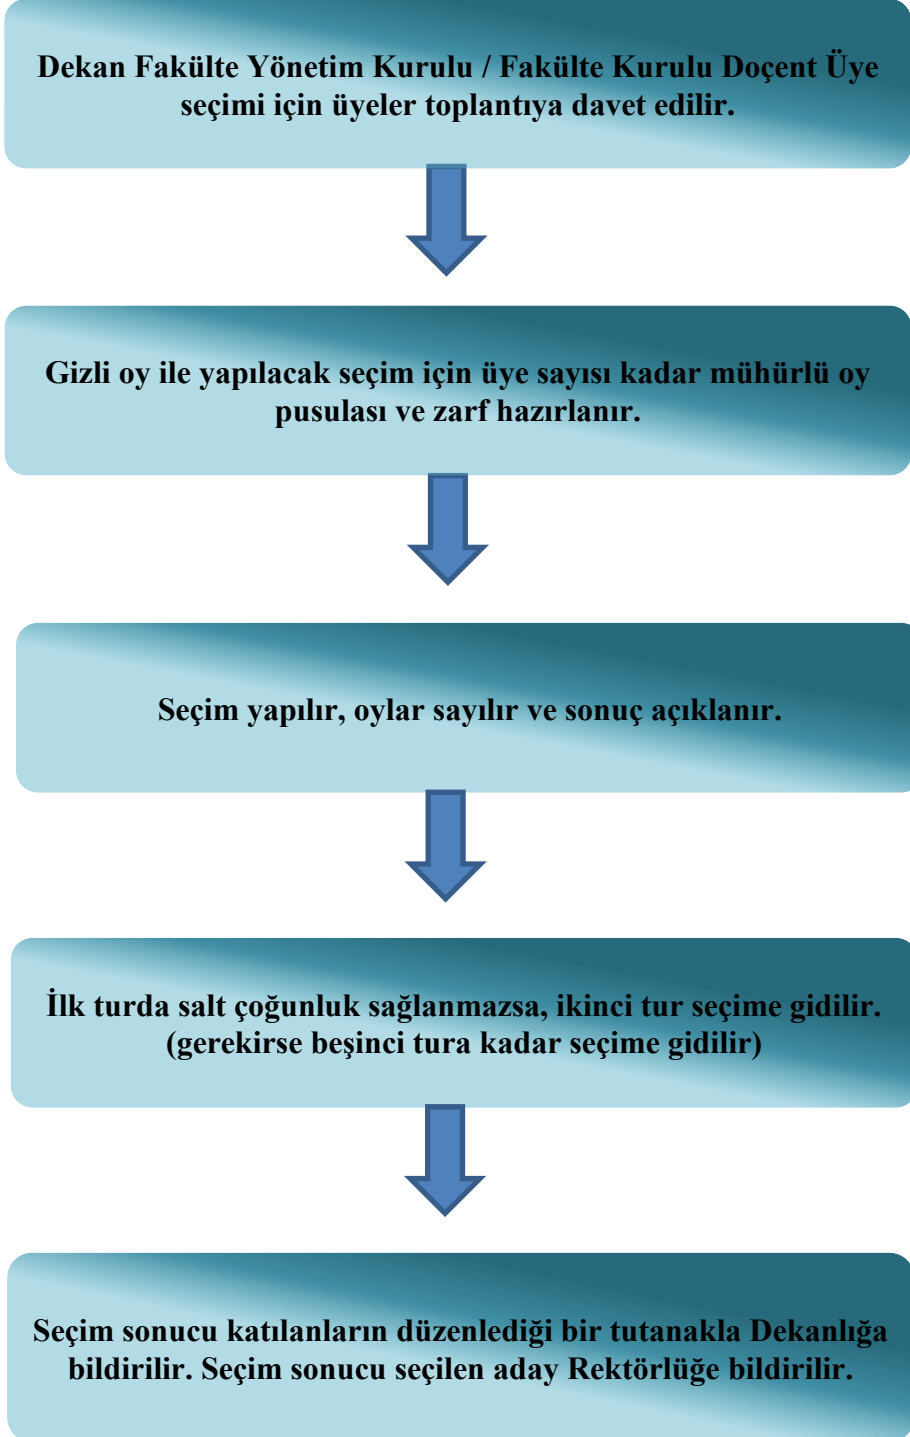 Dekan Fakülte Yönetim Kurulu / Fakülte Kurulu Doçent Üye
seçimi için üyeler toplantıya davet edilir.
Gizli oy ile yapılacak seçim için üye sayısı kadar mühürlü oy
pusulası ve zarf hazırlanır.
Seçim yapılır, oylar sayılır ve sonuç açıklanır.
İlk turda salt çoğunluk sağlanmazsa, ikinci tur seçime gidilir.
(gerekirse beşinci tura kadar seçime gidilir)
Seçim sonucu katılanların düzenlediği bir tutanakla Dekanlığa
bildirilir. Seçim sonucu seçilen aday Rektörlüğe bildirilir.